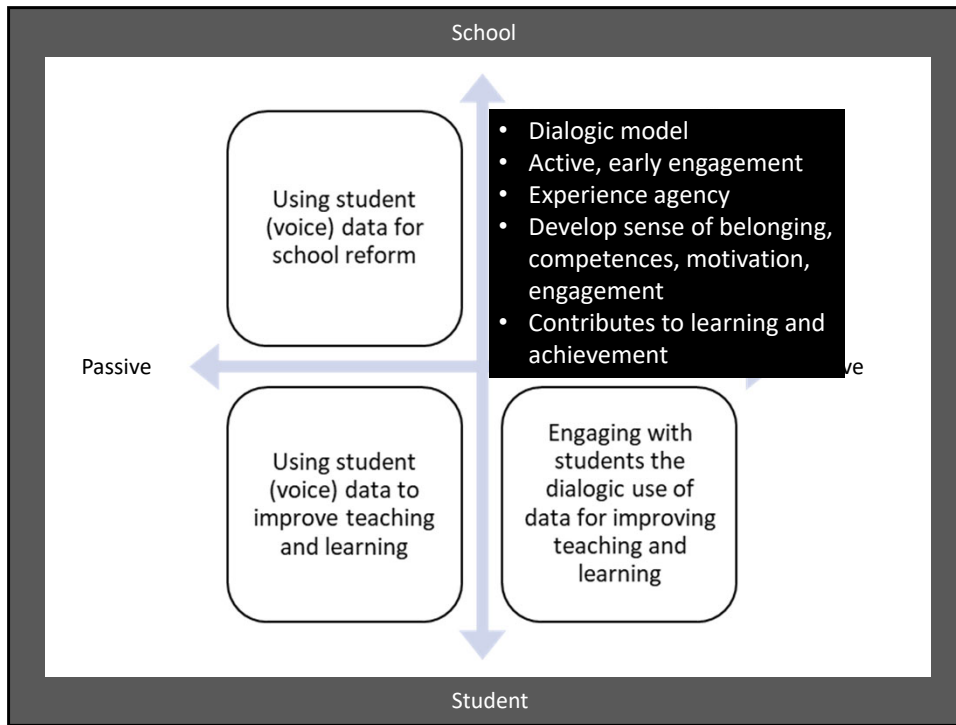 School
Using student
(voice) data for
school reform
• Dialogic model
• Active, early engagement
• Experience agency
• Develop sense of belonging,
competences, motivation,
engagement
• Contributes to learning and
achievement
Passive
ve
Using student
(voice) data to
improve teaching
and learning
Engaging with
students the
dialogic use of
data for improving
teaching and
learning
Student